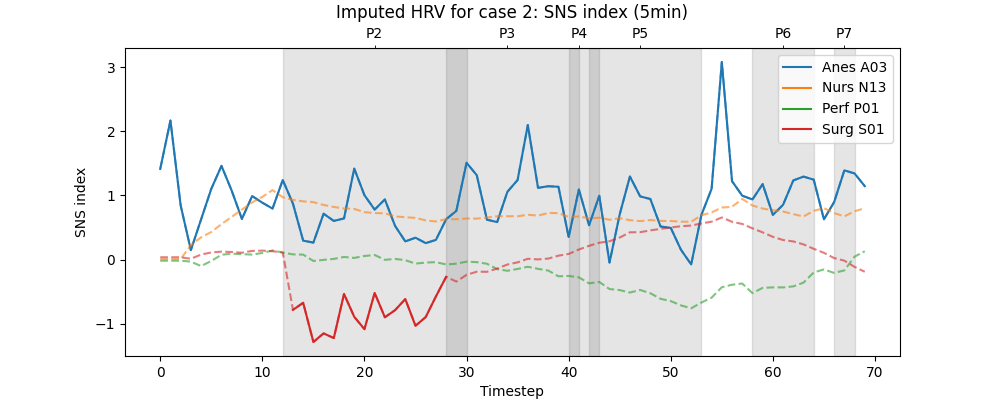 Imputed HRV for case 2: SNS index (5min)
P2 P3 P4 P5 P6 P7
Anes A03
Nurs N13
Perf P01
Surg S01
3
2
1
0
−1
SNS index
0 10 20 30 40 50 60 70
Timestep